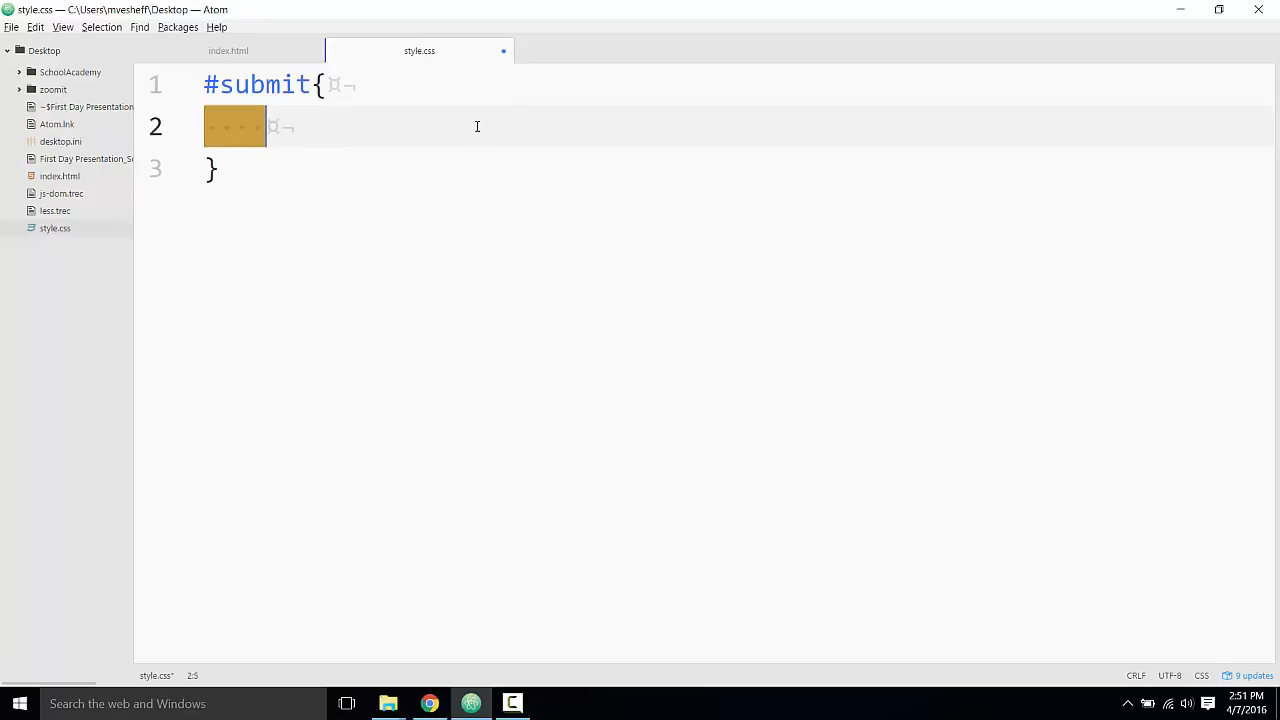 style.css — C:\Users\mvesheff\Desktop — Atom
File Edit View Selection Find Packages Help
Desktop
SchoolAcademy
zoomit
~$First Day Presentation
Atom.lnk
desktop.ini
First Day Presentation_S
index.html
js-dom.trec
less.trec
style.css
index.html
style.css
1 #submit{¤¬
2 ····¤¬
3 }
style.css* 2:5
CRLF UTF-8 CSS 9 updates
Search the web and Windows
2:51 PM
4/7/2016